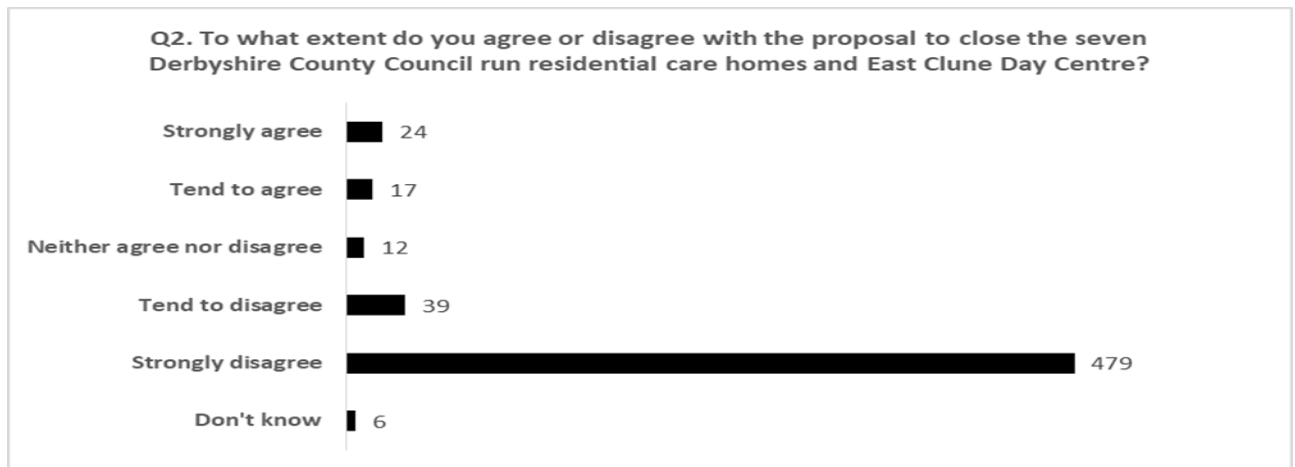 Q2. To what extent do you agree or disagree with the proposal to close the seven
Derbyshire County Council run residential care homes and East Clune Day Centre?
Strongly agree 24
Tend to agree 17
Neither agree nor disagree 12
Tend to disagree 39
Strongly disagree 479
Don't know 6